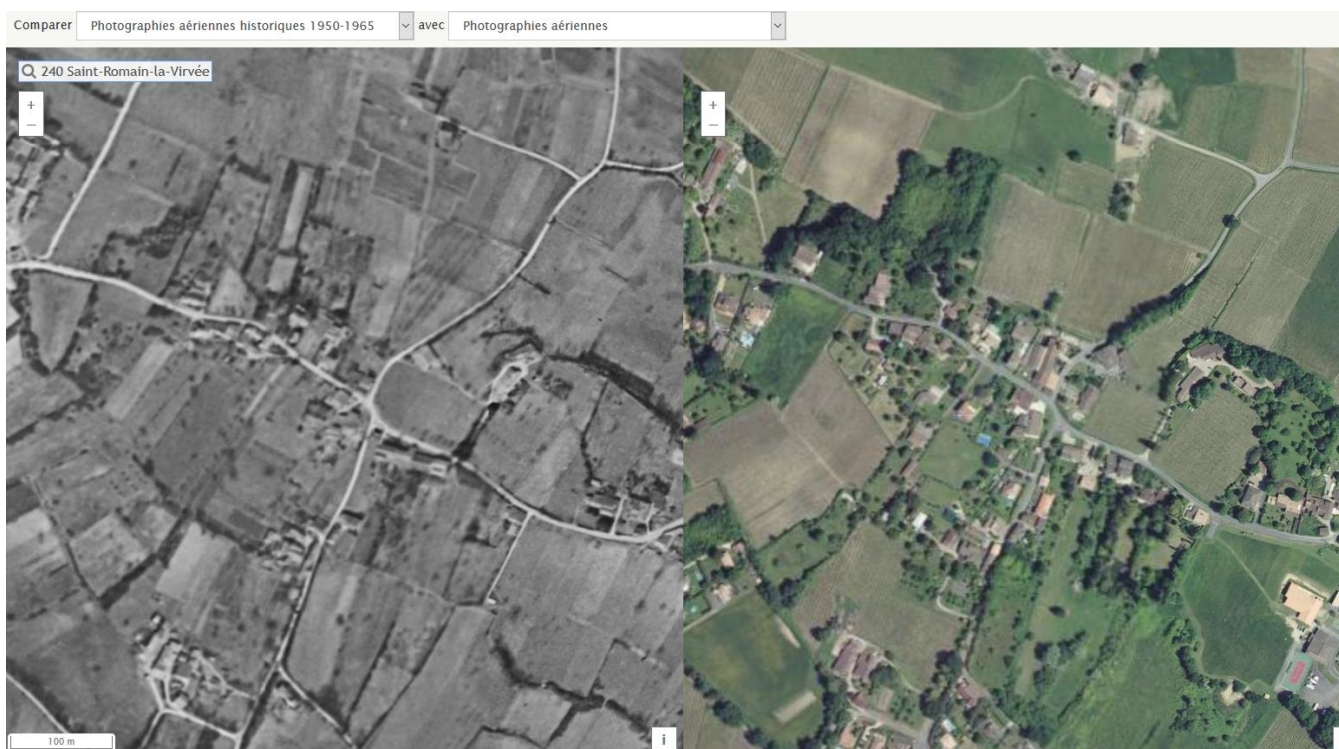 Comparer Photographies aériennes historiques 1950-1965 avec Photographies aériennes
240 Saint-Romain-la-Virvée
+ +
– –
100 m i